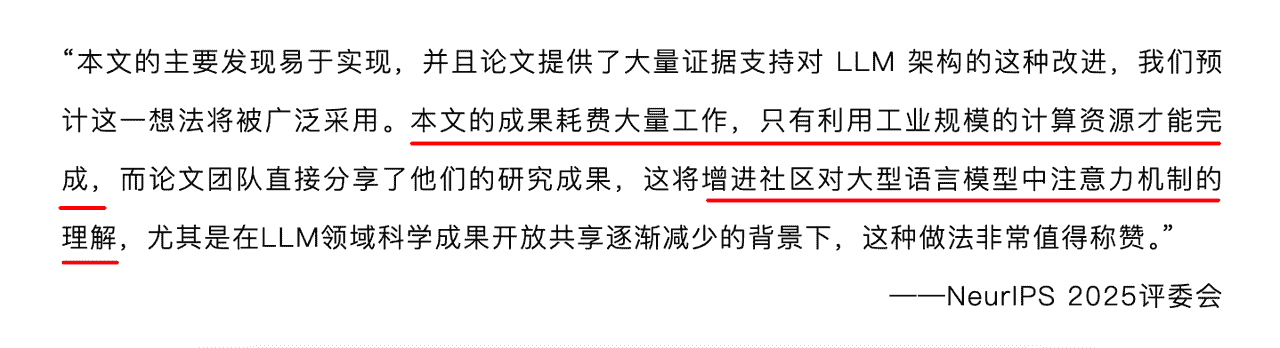 “本文的主要发现易于实现，并且论文提供了大量证据支持对 LLM 架构的这种改进，我们预
计这一想法将被广泛采用。本文的成果耗费大量工作，只有利用工业规模的计算资源才能完
成，而论文团队直接分享了他们的研究成果，这将增进社区对大型语言模型中注意力机制的
理解，尤其是在LLM领域科学成果开放共享逐渐减少的背景下，这种做法非常值得称赞。”
——NeurIPS 2025评委会